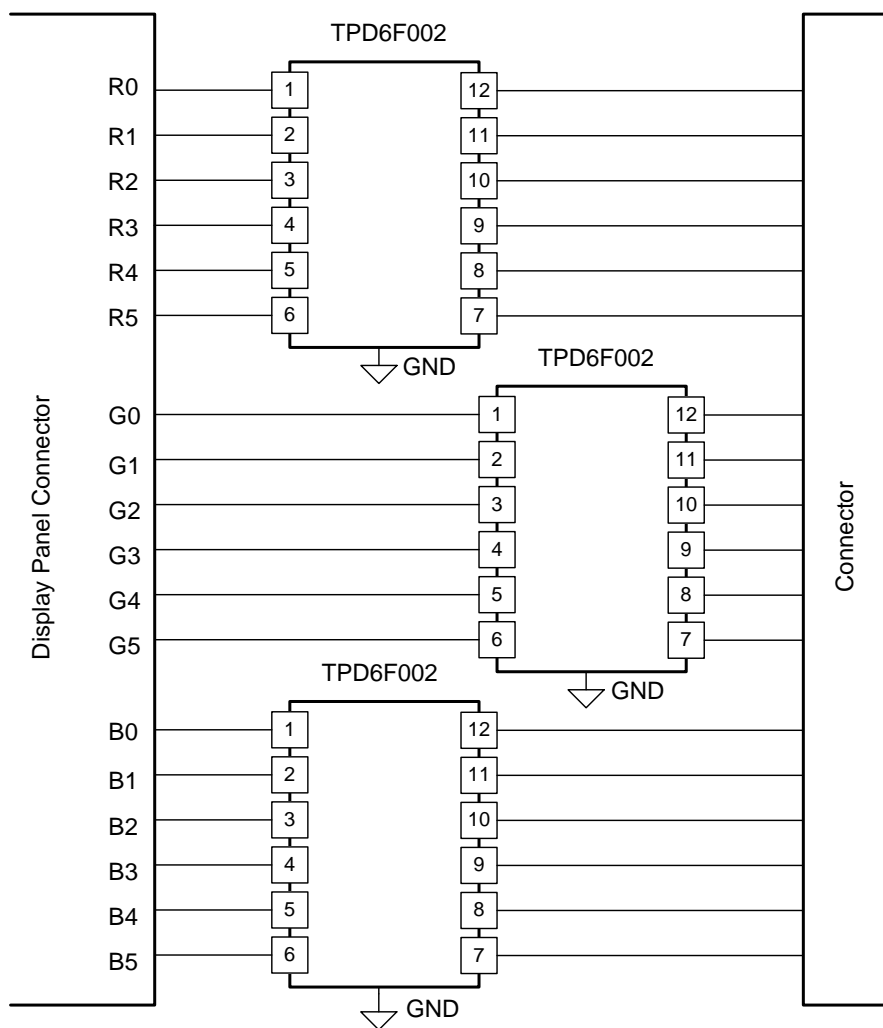 TPD6F002
R0 1 12
R1 2 11
R2 3 10
R3 4 9
R4 5 8
R5 6 7
GND
TPD6F002
G0 1 12
G1 2 11
G2 3 10
G3 4 9
G4 5 8
G5 6 7
GND
TPD6F002
B0 1 12
B1 2 11
B2 3 10
B3 4 9
B4 5 8
B5 6 7
GND
Display Panel Connector
Connector